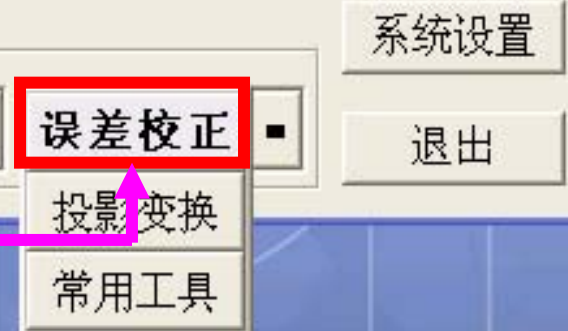 系统设置
误差校正
退出
投影变换
常用工具